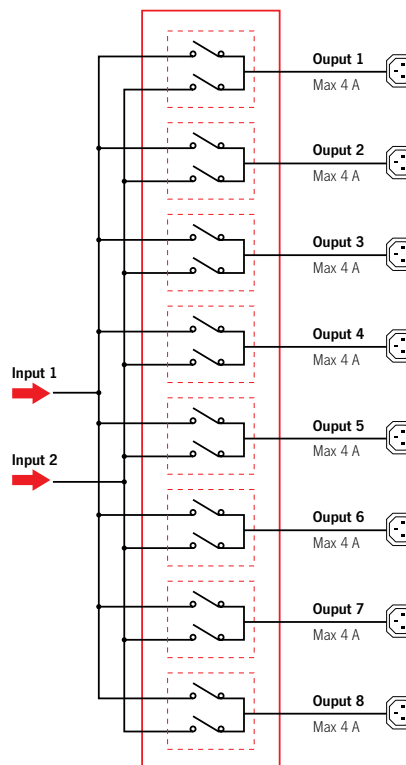 Ouput 1
Max 4 A
Ouput 2
Max 4 A
Ouput 3
Max 4 A
Ouput 4
Max 4 A
Input 1
Ouput 5
Max 4 A
Input 2
Ouput 6
Max 4 A
Ouput 7
Max 4 A
Ouput 8
Max 4 A